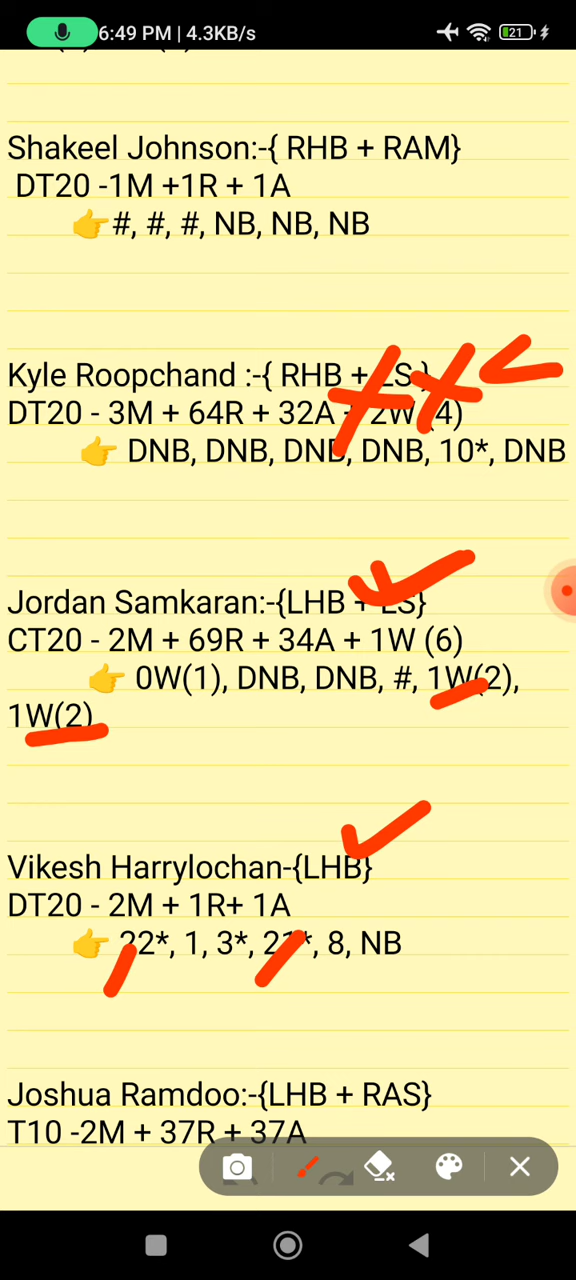 6:49 PM | 4.3KB/s
21
Shakeel Johnson:-{ RHB + RAM}
DT20 -1M +1R + 1A
👉#, #, #, NB, NB, NB
Kyle Roopchand :-{ RHB + LS }
DT20 - 3M + 64R + 32A + 2W (4)
👉 DNB, DNB, DNB, DNB, 10*, DNB
Jordan Samkaran:-{LHB + LS}
CT20 - 2M + 69R + 34A + 1W (6)
👉 0W(1), DNB, DNB, #, 1W(2),
1W(2)
Vikesh Harrylochan-{LHB}
DT20 - 2M + 1R+ 1A
👉 22*, 1, 3*, 21*, 8, NB
Joshua Ramdoo:-{LHB + RAS}
T10 -2M + 37R + 37A